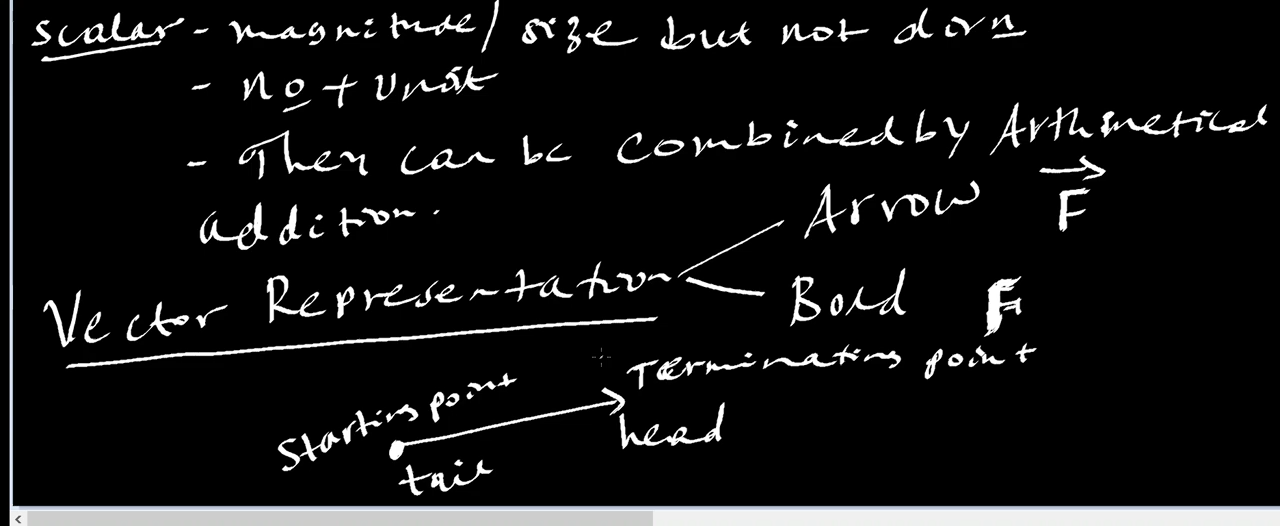 scalar - magnitude/size but not dirn
- no + Unit
- They can be combined by Arthmetical
addition.
Vector Representation
Arrow F
Bold F
Starting point
Terminating point
tail
head